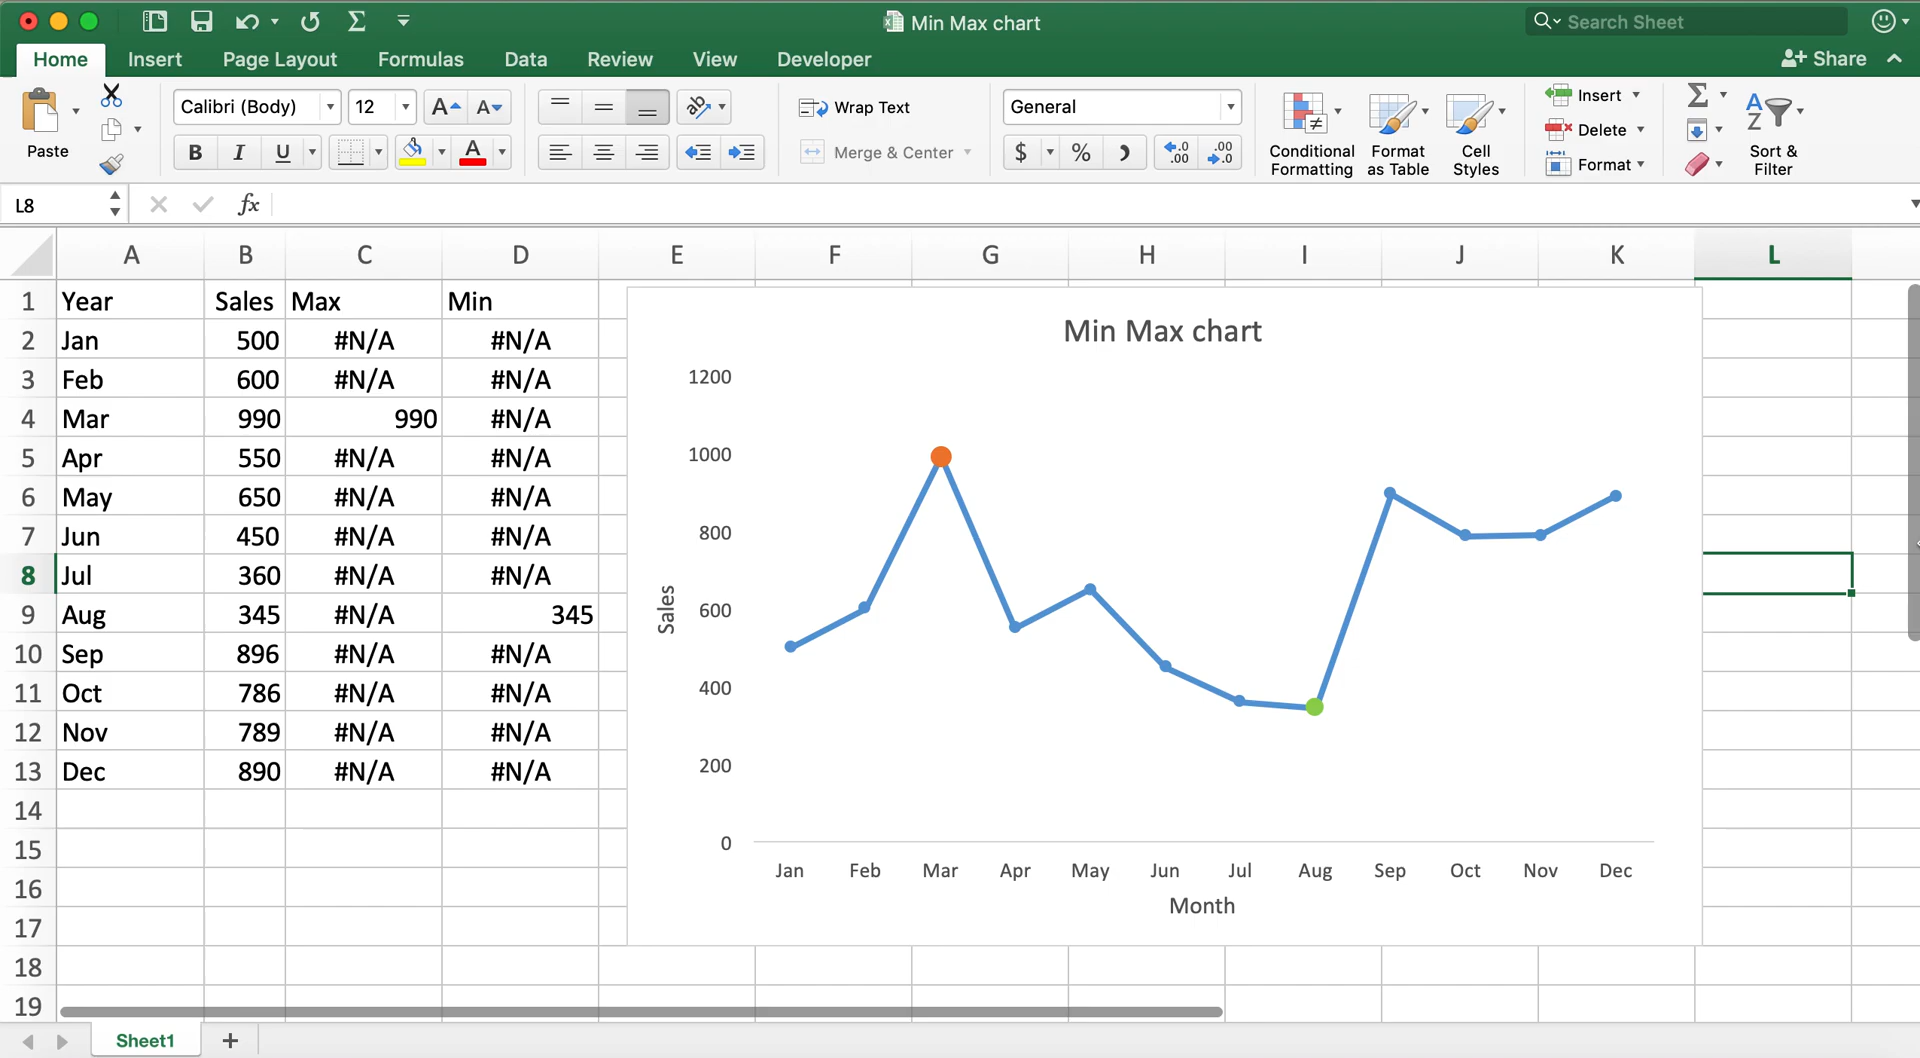 Min Max chart
Search Sheet
Home Insert Page Layout Formulas Data Review View Developer
Share
Paste
Calibri (Body) 12 A A
B I U A
ab
Wrap Text
Merge & Center
General
$ % .0 .00 .00 .0
Conditional Formatting
Format as Table
Cell Styles
Insert
Delete
Format
Sort & Filter
L8 fx
A B C D E F G H I J K L
1 Year Sales Max Min
2 Jan 500 #N/A #N/A
3 Feb 600 #N/A #N/A
4 Mar 990 990 #N/A
5 Apr 550 #N/A #N/A
6 May 650 #N/A #N/A
7 Jun 450 #N/A #N/A
8 Jul 360 #N/A #N/A
9 Aug 345 #N/A 345
10 Sep 896 #N/A #N/A
11 Oct 786 #N/A #N/A
12 Nov 789 #N/A #N/A
13 Dec 890 #N/A #N/A
14
15
16
17
18
19
Min Max chart
1200
1000
800
600
400
200
0
Sales
Jan Feb Mar Apr May Jun Jul Aug Sep Oct Nov Dec
Month
Sheet1 +